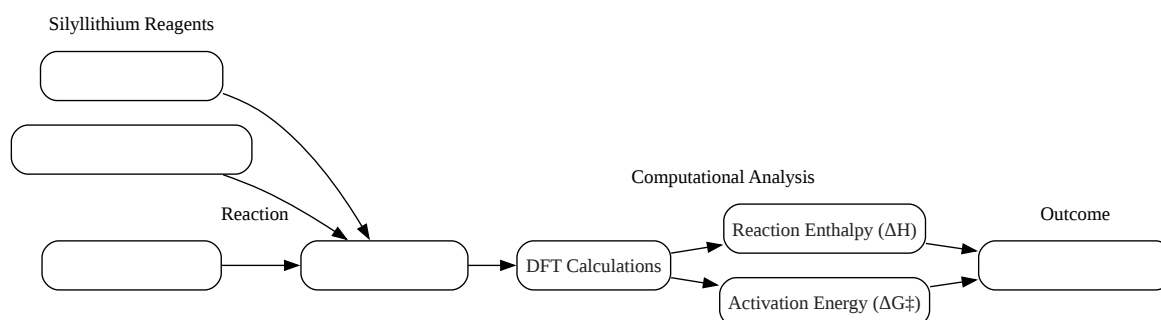 Silyllithium Reagents
Computational Analysis
Reaction
Reaction Enthalpy (ΔH)
Outcome
DFT Calculations
Activation Energy (ΔG‡)